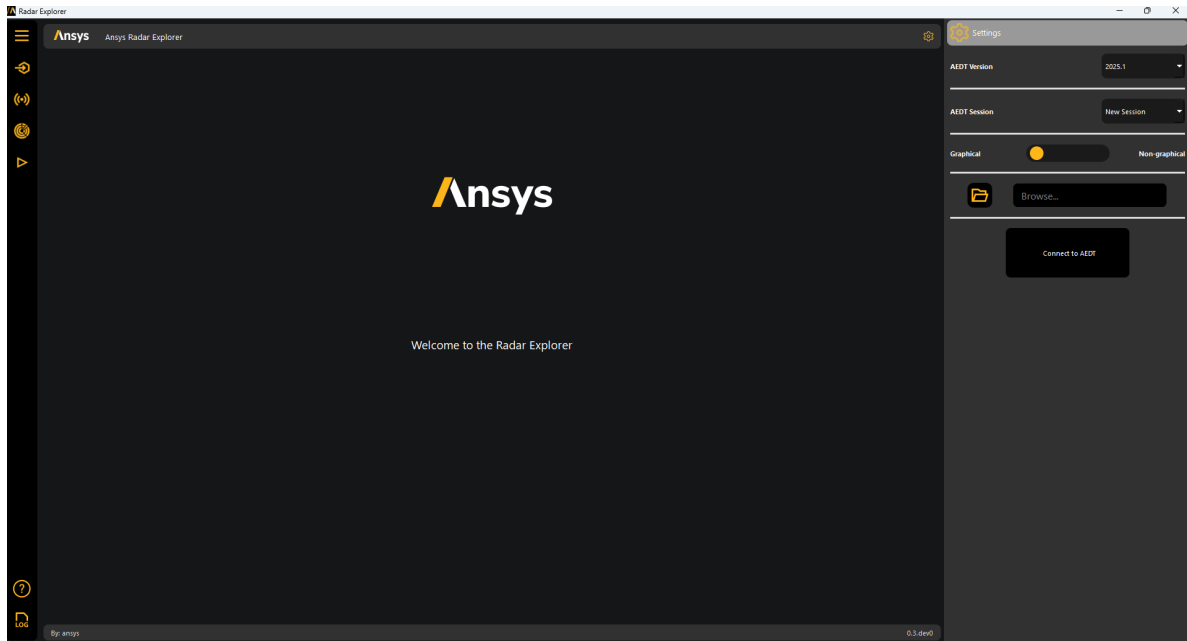 Radar Explorer
Ansys Ansys Radar Explorer
Settings
AEDT Version 2025.1
AEDT Session New Session
Graphical Non-graphical
Browse...
Connect to AEDT
Ansys
Welcome to the Radar Explorer
LOG
By: ansys 0.3.dev0